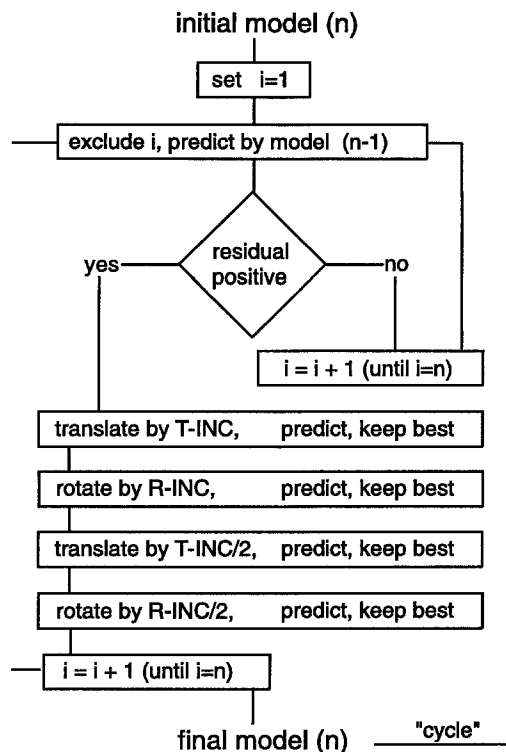 initial model (n)
set i=1
exclude i, predict by model (n-1)
residual
positive
yes
no
i = i + 1 (until i=n)
translate by T-INC, predict, keep best
rotate by R-INC, predict, keep best
translate by T-INC/2, predict, keep best
rotate by R-INC/2, predict, keep best
i = i + 1 (until i=n)
final model (n)
"cycle"